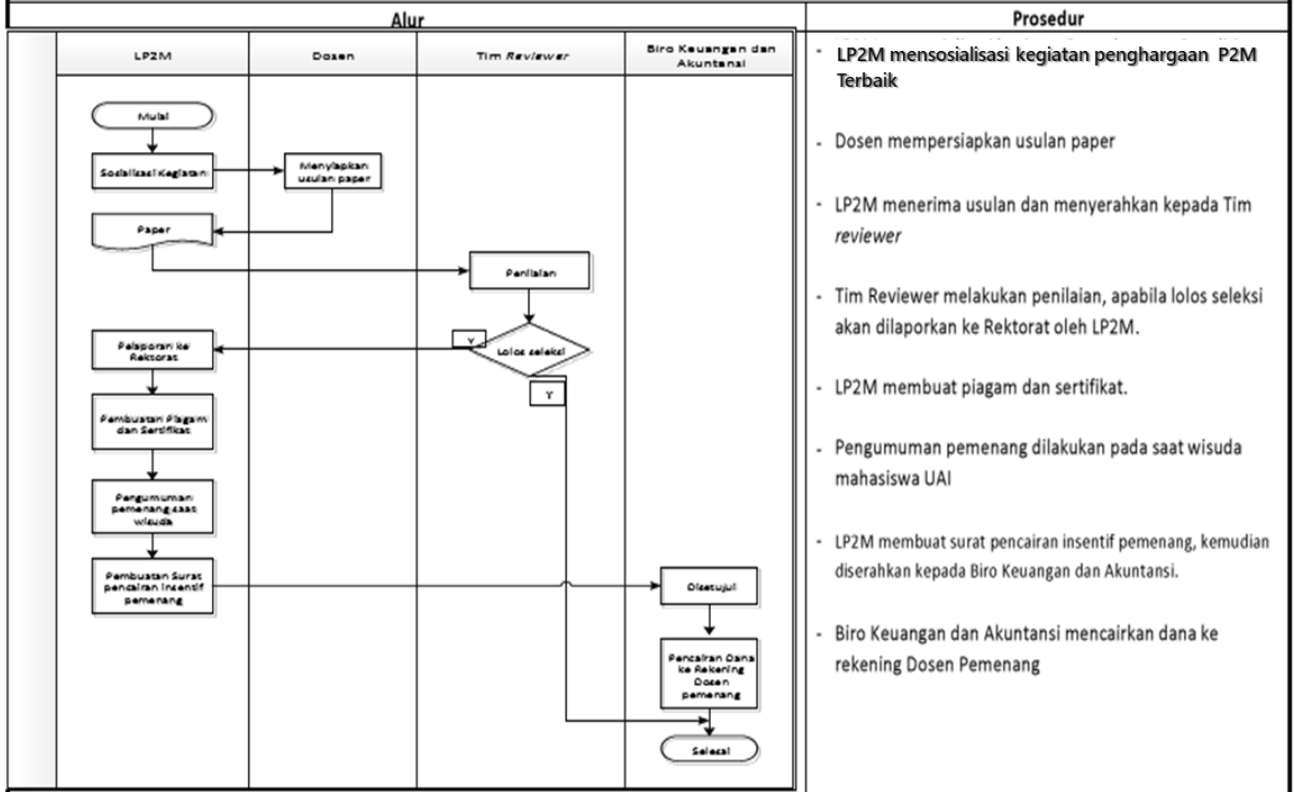 Alur
Prosedur
LP2M
Dosen
Tim Reviewer
Biro Keuangan dan
Akuntansi
Mulai
Sosialisasi Kegiatan
Menyiapkan
usulan paper
Paper
Penilaian
Lolos seleksi
Y
Y
Pelaporan ke
Rektorat
Pembuatan Piagam
dan Sertifikat
Pengumuman
pemenang saat
wisuda
Pembuatan Surat
pencairan insentif
pemenang
Disetujui
Pencairan Dana
ke Rekening
Dosen
pemenang
Selesai
- LP2M mensosialisasi kegiatan penghargaan P2M
Terbaik
- Dosen mempersiapkan usulan paper
- LP2M menerima usulan dan menyerahkan kepada Tim
reviewer
- Tim Reviewer melakukan penilaian, apabila lolos seleksi
akan dilaporkan ke Rektorat oleh LP2M.
- LP2M membuat piagam dan sertifikat.
- Pengumuman pemenang dilakukan pada saat wisuda
mahasiswa UAI
- LP2M membuat surat pencairan insentif pemenang, kemudian
diserahkan kepada Biro Keuangan dan Akuntansi.
- Biro Keuangan dan Akuntansi mencairkan dana ke
rekening Dosen Pemenang